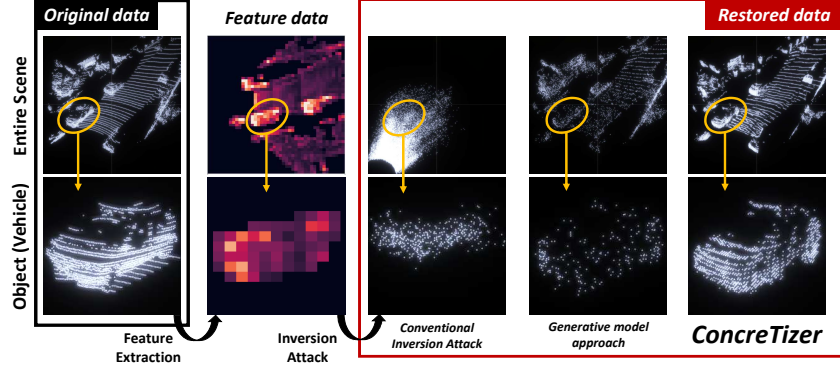 Original data
Feature data
Restored data
Entire Scene
Object (Vehicle)
Feature
Extraction
Inversion
Attack
Conventional
Inversion Attack
Generative model
approach
ConcreTizer